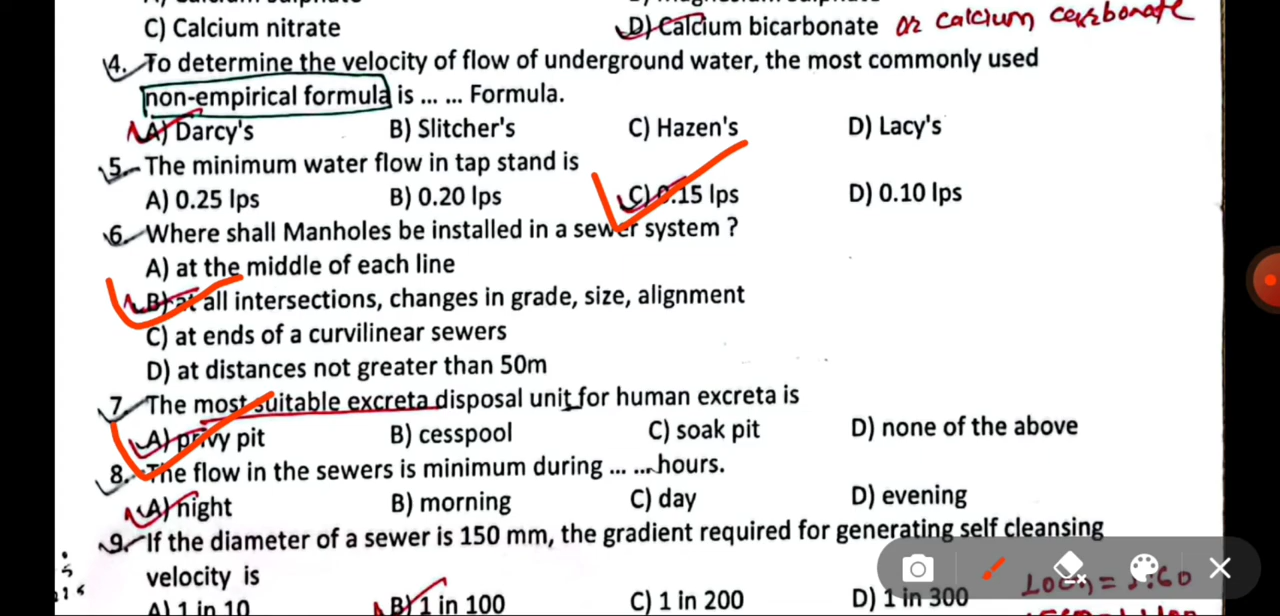 C) Calcium nitrate D) Calcium bicarbonate or calcium carbonate
4. To determine the velocity of flow of underground water, the most commonly used
non-empirical formula is ... ... Formula.
A) Darcy's B) Slitcher's C) Hazen's D) Lacy's
5. The minimum water flow in tap stand is
A) 0.25 lps B) 0.20 lps C) 0.15 lps D) 0.10 lps
6. Where shall Manholes be installed in a sewer system ?
A) at the middle of each line
B) at all intersections, changes in grade, size, alignment
C) at ends of a curvilinear sewers
D) at distances not greater than 50m
7. The most suitable excreta disposal unit for human excreta is
A) privy pit B) cesspool C) soak pit D) none of the above
8. The flow in the sewers is minimum during ... ... hours.
A) night B) morning C) day D) evening
9. If the diameter of a sewer is 150 mm, the gradient required for generating self cleansing
velocity is
A) 1 in 10 B) 1 in 100 C) 1 in 200 D) 1 in 300